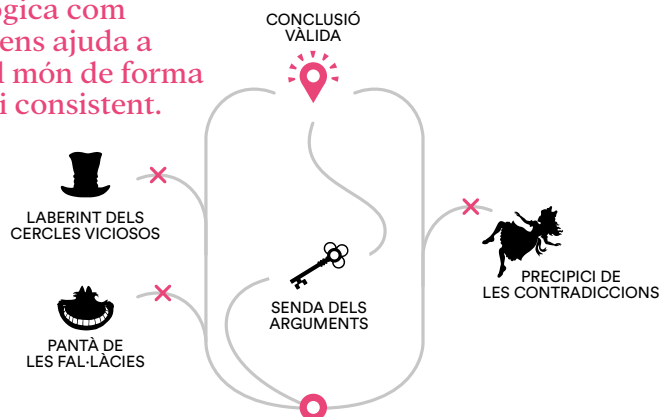 ògica com
ens ajuda a
l món de forma
i consistent.
CONCLUSIÓ
VÀLIDA
LABERINT DELS
CERCLES VICIOSOS
PRECIPICI DE
LES CONTRADICCIONS
SENDA DELS
ARGUMENTS
PANTÀ DE
LES FAL·LÀCIES